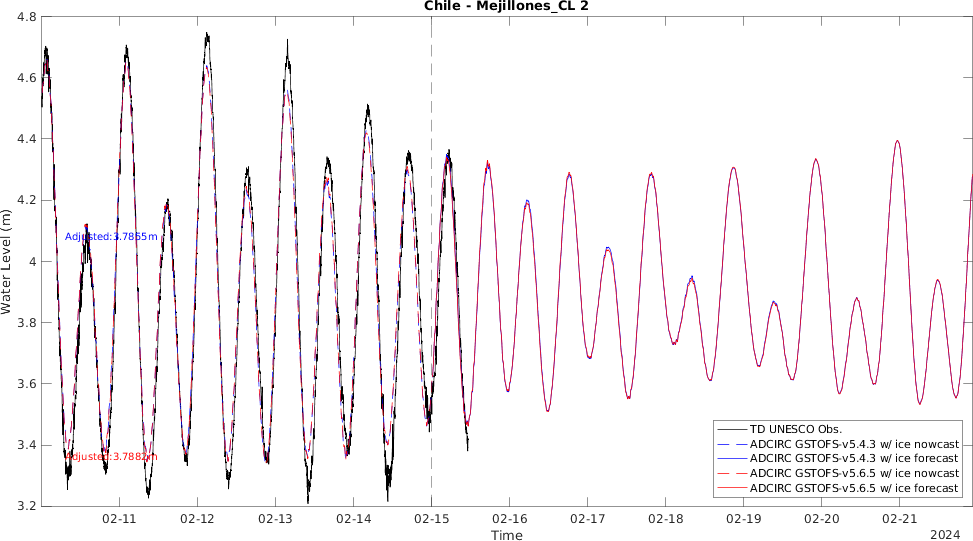 Chile - Mejillones_CL 2
4.8
4.6
4.4
4.2
4
3.8
3.6
3.4
3.2
Water Level (m)
Adjusted:3.7865m
Adjusted:3.7882m
TD UNESCO Obs.
ADCIRC GSTOFS-v5.4.3 w/ ice nowcast
ADCIRC GSTOFS-v5.4.3 w/ ice forecast
ADCIRC GSTOFS-v5.6.5 w/ ice nowcast
ADCIRC GSTOFS-v5.6.5 w/ ice forecast
02-11 02-12 02-13 02-14 02-15 02-16 02-17 02-18 02-19 02-20 02-21
Time
2024